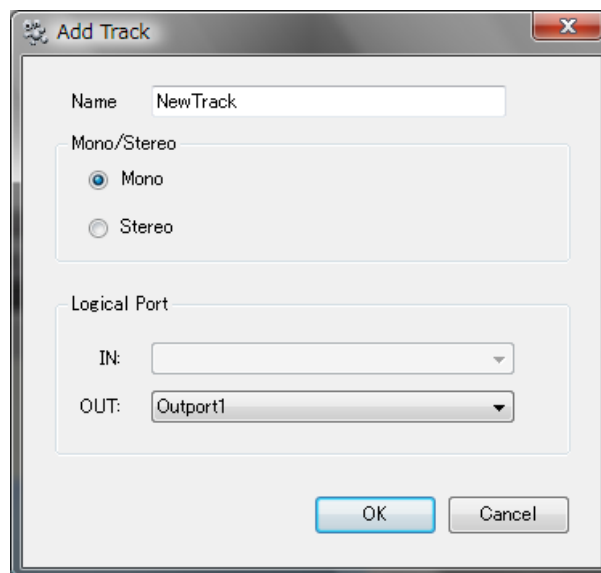 Add Track
Name NewTrack
Mono/Stereo
Mono
Stereo
Logical Port
IN:
OUT: Outport1
OK Cancel